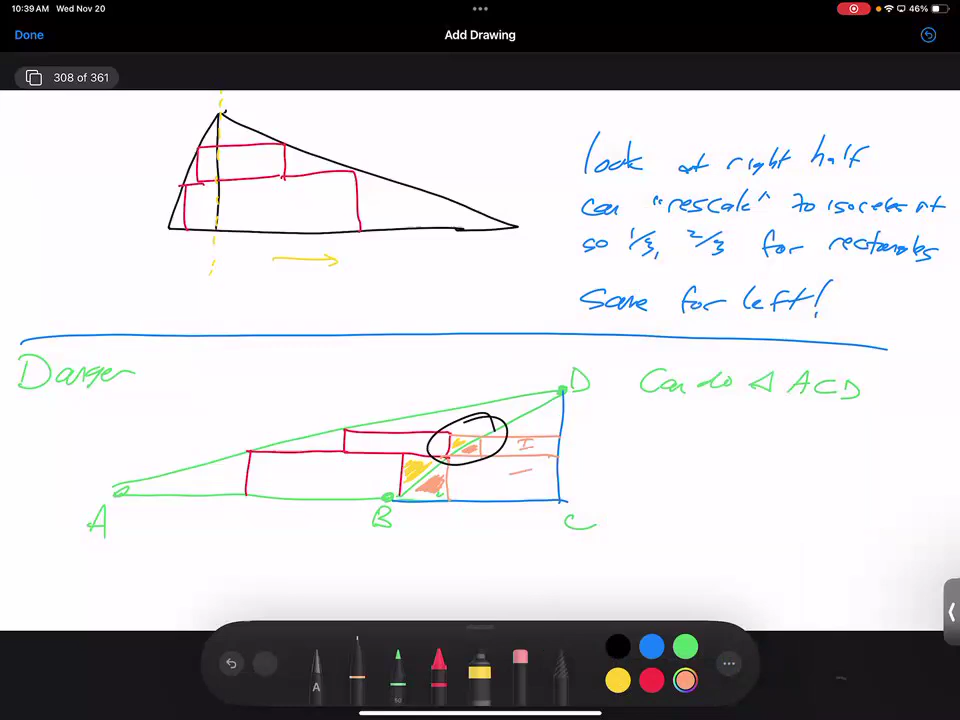 10:39 AM Wed Nov 20
46%
Done
Add Drawing
308 of 361
look at right half
can "rescale" to isoceles at
so 1/3, 2/3 for rectangles
Same for left!
Danger
Can do △ ACD
D
I
A
B
C
A
50